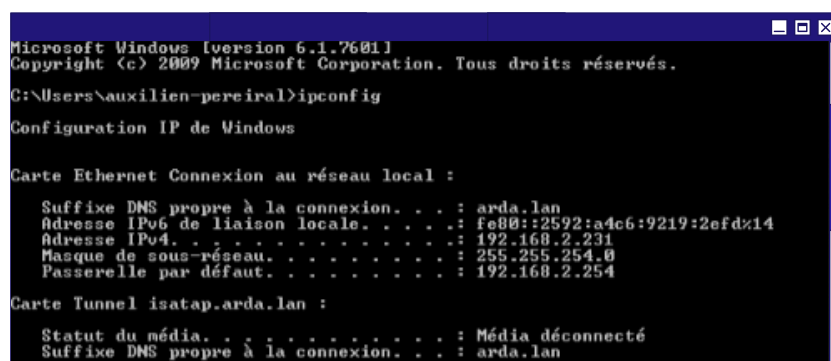 Microsoft Windows [version 6.1.7601]
Copyright (c) 2009 Microsoft Corporation. Tous droits réservés.
C:\Users\auxilien-pereiral>ipconfig
Configuration IP de Windows
Carte Ethernet Connexion au réseau local :
Suffixe DNS propre à la connexion. . . : arda.lan
Adresse IPv6 de liaison locale. . . . .: fe80::2592:a4c6:9219:2efd%14
Adresse IPv4. . . . . . . . . . . . . .: 192.168.2.231
Masque de sous-réseau. . . . . . . . . : 255.255.254.0
Passerelle par défaut. . . . . . . . . : 192.168.2.254
Carte Tunnel isatap.arda.lan :
Statut du média. . . . . . . . . . . . : Média déconnecté
Suffixe DNS propre à la connexion. . . : arda.lan